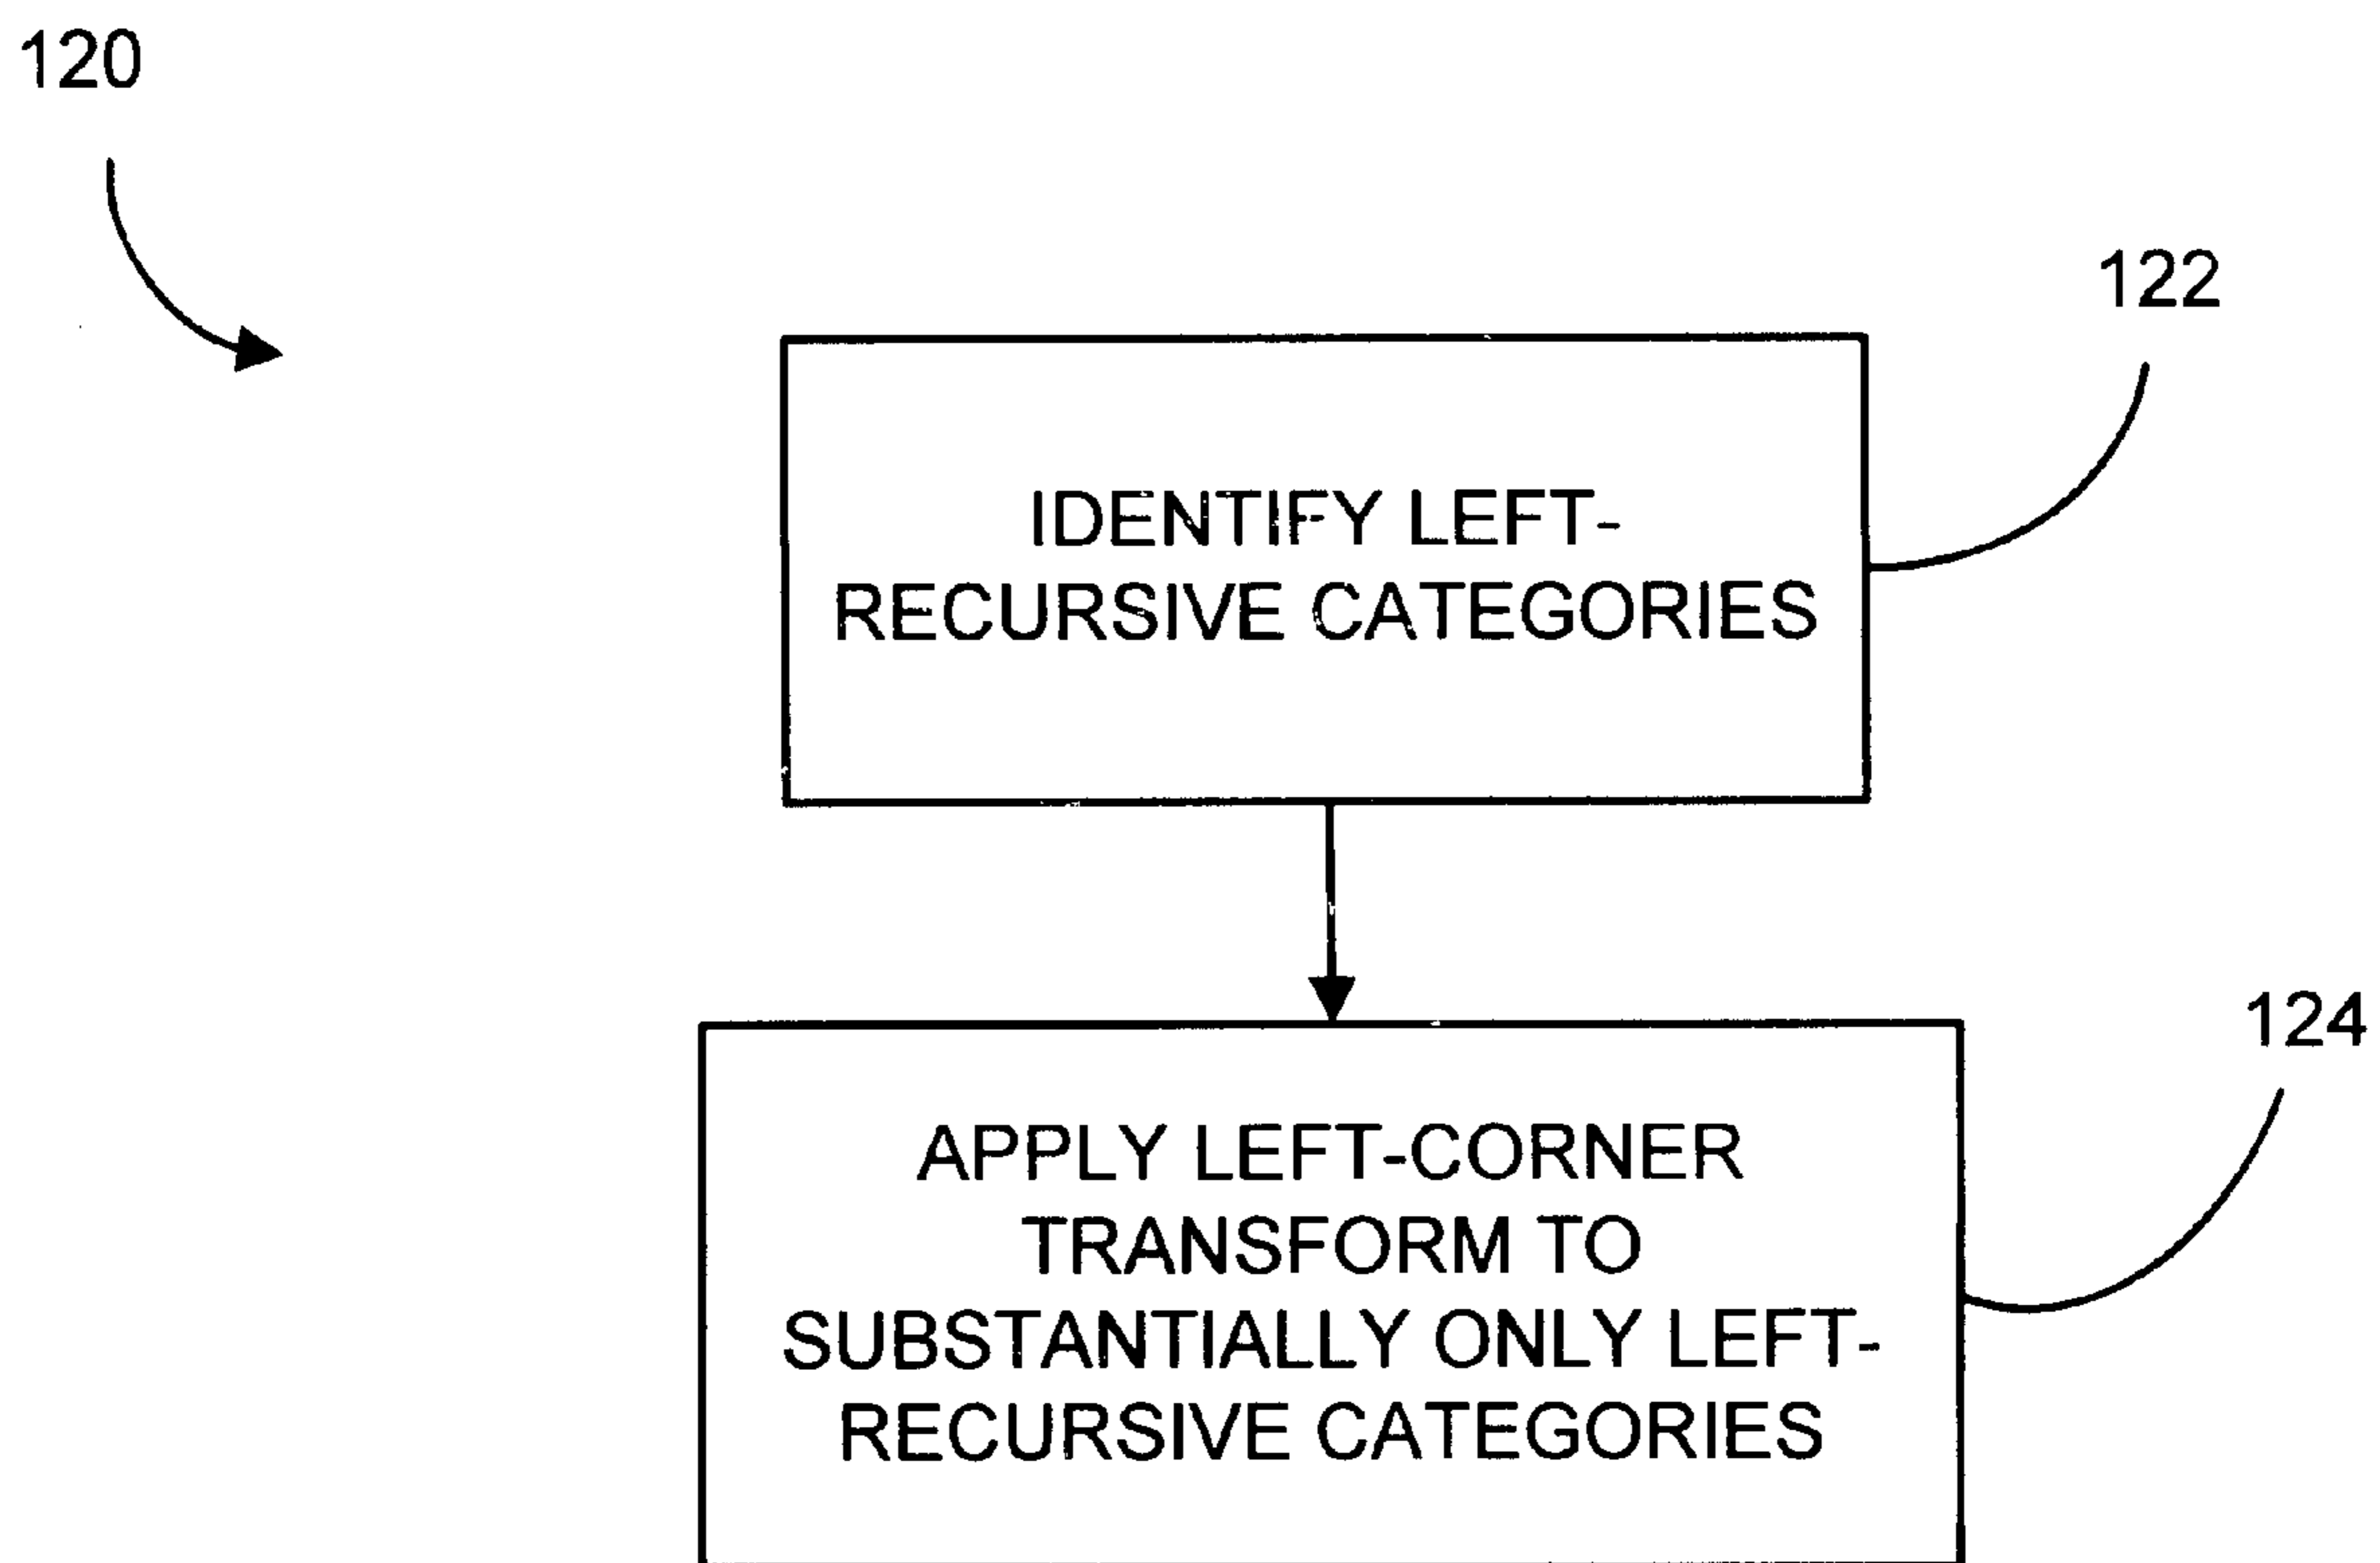 120
122
IDENTIFY LEFT-
RECURSIVE CATEGORIES
124
APPLY LEFT-CORNER
TRANSFORM TO
SUBSTANTIALLY ONLY LEFT-
RECURSIVE CATEGORIES